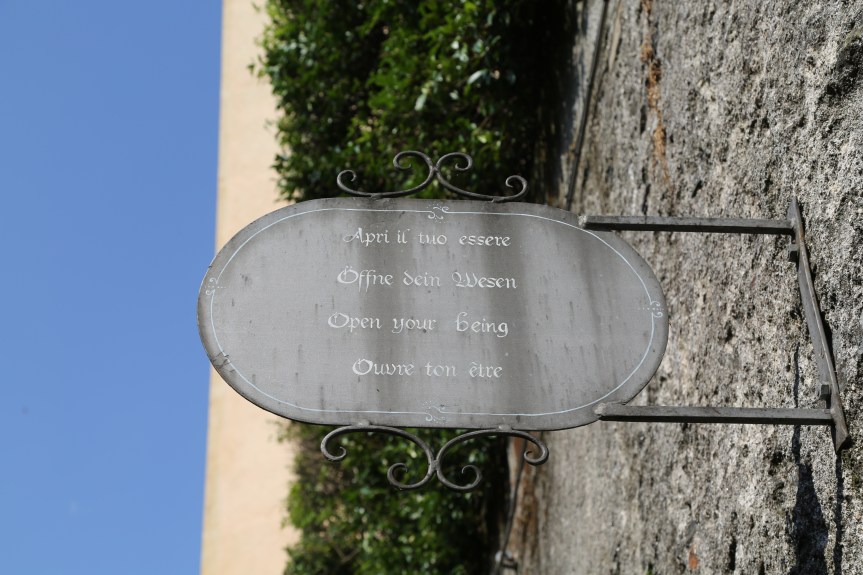 Apri il tuo essere
Öffne dein Wesen
Open your being
Ouvre ton être